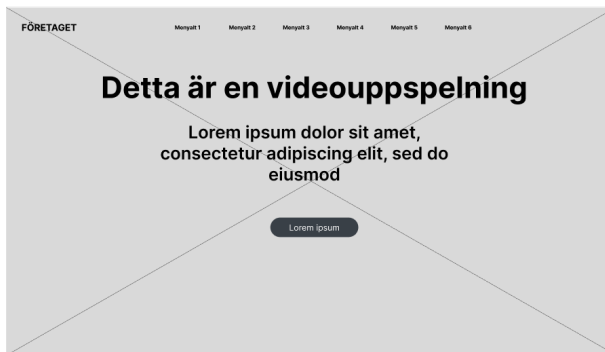 FÖRETAGET
Menyalt 1 Menyalt 2 Menyalt 3 Menyalt 4 Menyalt 5 Menyalt 6
Detta är en videouppspelning
Lorem ipsum dolor sit amet,
consectetur adipiscing elit, sed do
eiusmod
Lorem ipsum